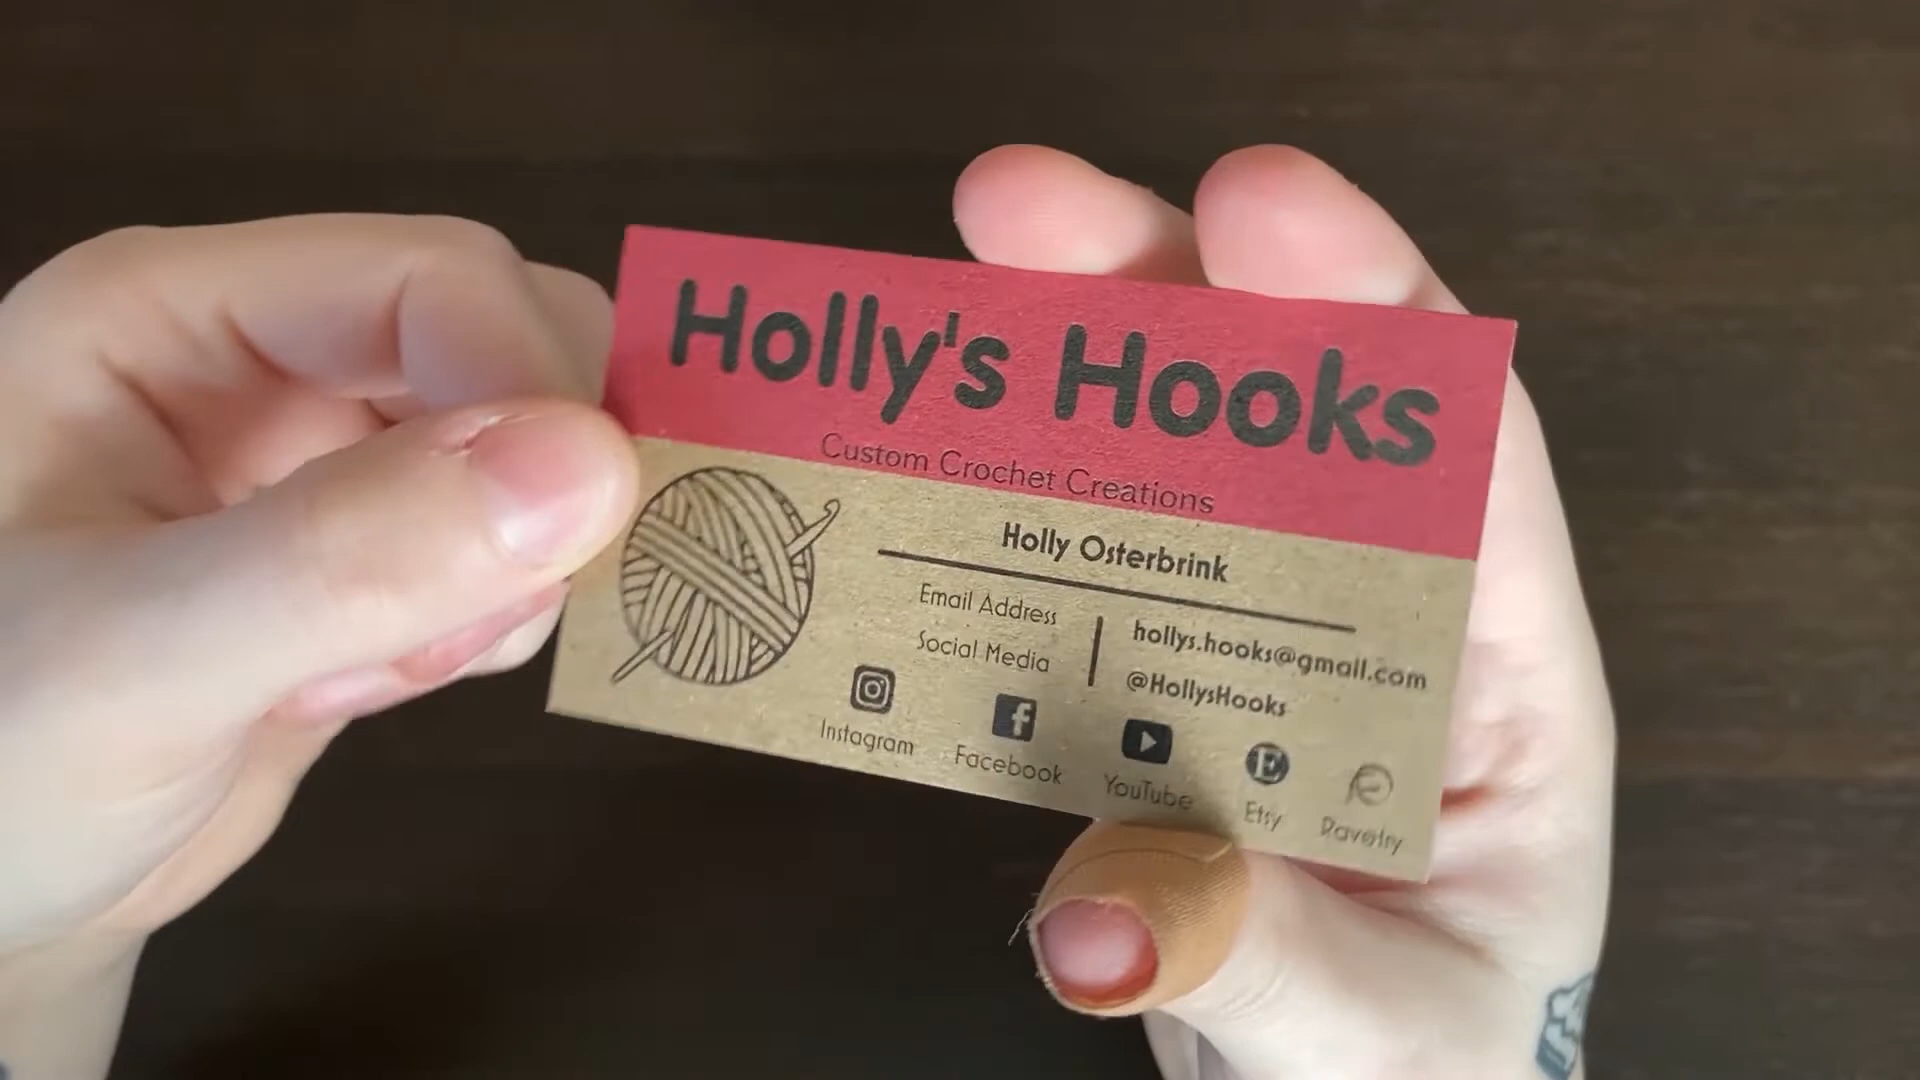 Holly's Hooks
Custom Crochet Creations
Holly Osterbrink
Email Address
hollys.hooks@gmail.com
Social Media
@HollysHooks
Instagram
Facebook
YouTube
Etsy
Ravelry